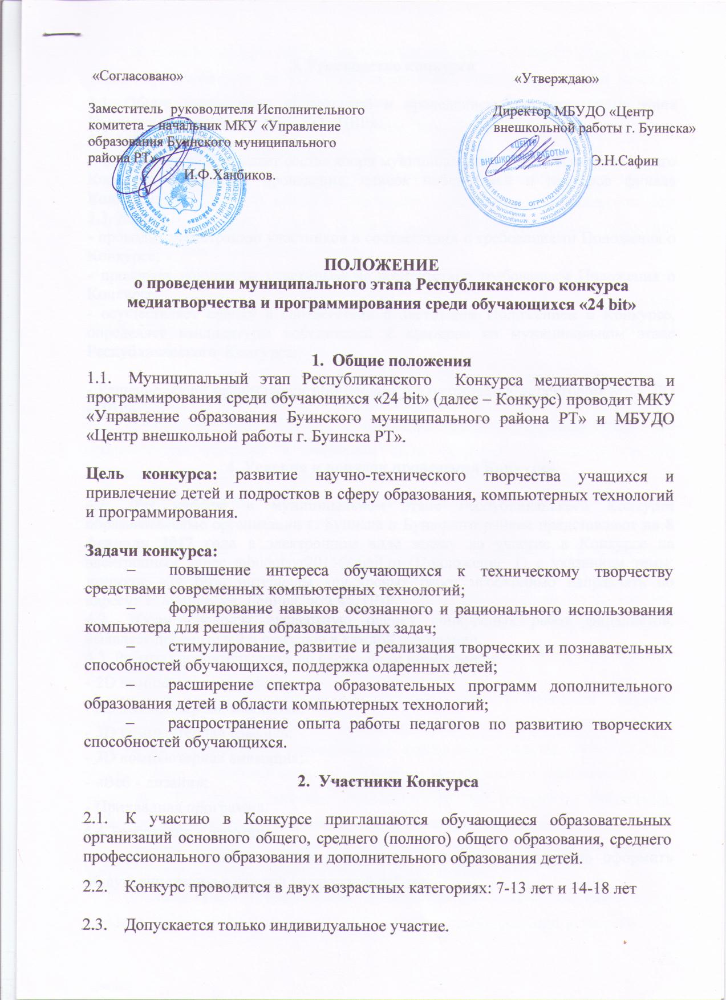 «Согласовано»
«Утверждаю»
Заместитель руководителя Исполнительного
комитета – начальник МКУ «Управление
образования Буинского муниципального
района РТ»
И.Ф.Ханбиков.
Директор МБУДО «Центр
внешкольной работы г. Буинска»
Э.Н.Сафин
«ЦЕНТР
ВНЕШКОЛЬНОЙ РАБОТЫ»
ИНН 1614003206 ОГРН 1021606553658
ПОЛОЖЕНИЕ
о проведении муниципального этапа Республиканского конкурса
медиатворчества и программирования среди обучающихся «24 bit»
1. Общие положения
1.1. Муниципальный этап Республиканского Конкурса медиатворчества и
программирования среди обучающихся «24 bit» (далее – Конкурс) проводит МКУ
«Управление образования Буинского муниципального района РТ» и МБУДО
«Центр внешкольной работы г. Буинска РТ».
Цель конкурса: развитие научно-технического творчества учащихся и
привлечение детей и подростков в сферу образования, компьютерных технологий
и программирования.
Задачи конкурса:
– повышение интереса обучающихся к техническому творчеству
средствами современных компьютерных технологий;
– формирование навыков осознанного и рационального использования
компьютера для решения образовательных задач;
– стимулирование, развитие и реализация творческих и познавательных
способностей обучающихся, поддержка одаренных детей;
– расширение спектра образовательных программ дополнительного
образования детей в области компьютерных технологий;
– распространение опыта работы педагогов по развитию творческих
способностей обучающихся.
2. Участники Конкурса
2.1. К участию в Конкурсе приглашаются обучающиеся образовательных
организаций основного общего, среднего (полного) общего образования, среднего
профессионального образования и дополнительного образования детей.
2.2. Конкурс проводится в двух возрастных категориях: 7-13 лет и 14-18 лет
2.3. Допускается только индивидуальное участие.